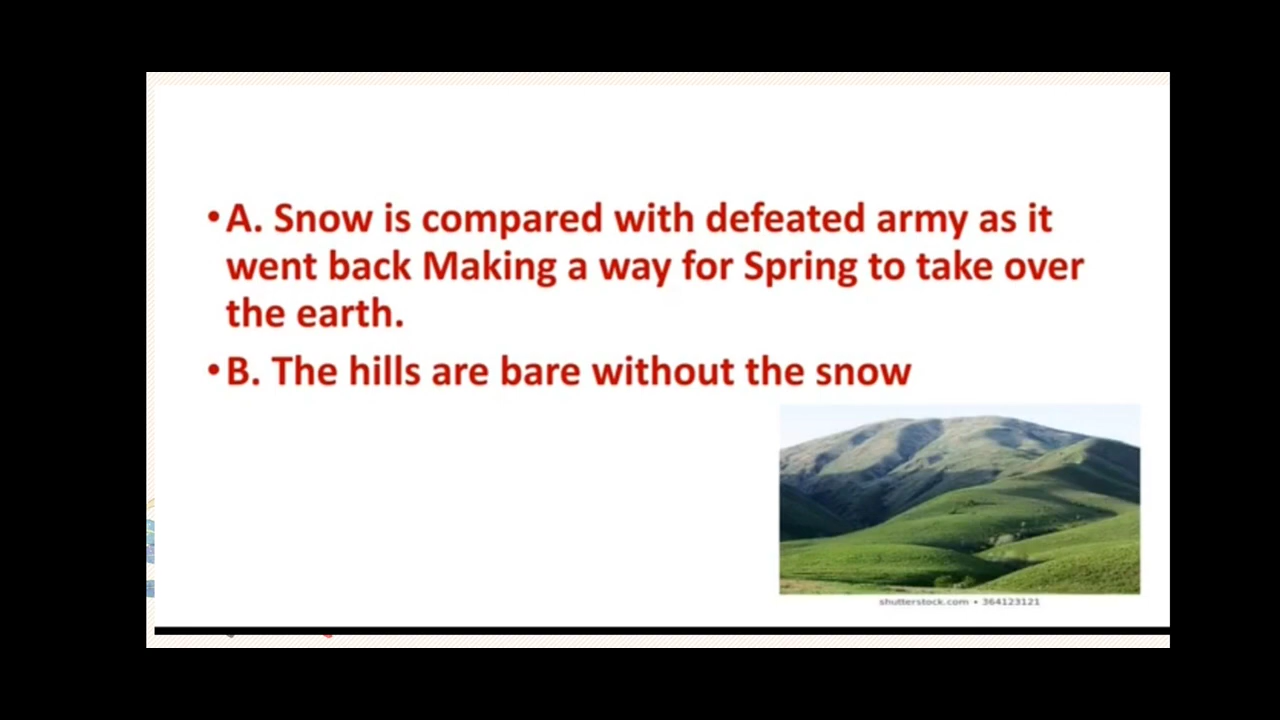 •A. Snow is compared with defeated army as it
went back Making a way for Spring to take over
the earth.
•B. The hills are bare without the snow
shutterstock.com • 364123121